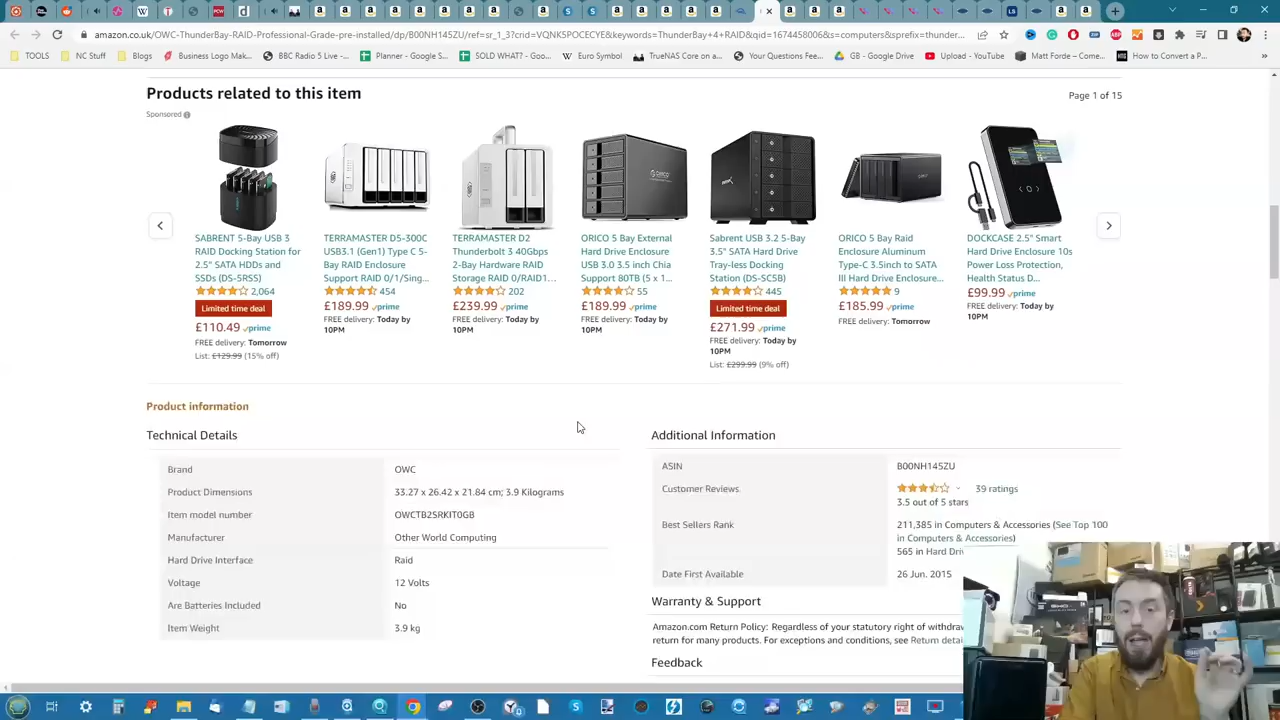 amazon.co.uk/OWC-ThunderBay-RAID-Professional-Grade-pre-installed/dp/B00NH145ZU/ref=sr_1_3?crid=VQNK5POCECYE&keywords=ThunderBay+4+RAID&qid=1674458006&s=computers&sprefix=thunder...
TOOLS NC Stuff Blogs Business Logo Mak... BBC Radio 5 Live - L... Planner - Google S... SOLD WHAT? - Goo... Euro Symbol TrueNAS Core on a... Your Questions Fee... GB - Google Drive Upload - YouTube Matt Forde – Come... How to Convert a P...
Products related to this item
Page 1 of 15
Sponsored
SABRENT 5-Bay USB 3
RAID Docking Station for
2.5" SATA HDDs and
SSDs (DS-5RSS)
2,064
Limited time deal
£110.49 prime
FREE delivery: Tomorrow
List: £129.99 (15% off)
TERRAMASTER D5-300C
USB3.1 (Gen1) Type C 5-
Bay RAID Enclosure
Support RAID 0/1/Sing...
454
£189.99 prime
FREE delivery: Today by
10PM
TERRAMASTER D2
Thunderbolt 3 40Gbps
2-Bay Hardware RAID
Storage RAID 0/RAID1...
202
£239.99 prime
FREE delivery: Today by
10PM
ORICO 5 Bay External
Hard Drive Enclosure
USB 3.0 3.5 inch Chia
Support 80TB (5 x 1...
55
£189.99 prime
FREE delivery: Today by
10PM
Sabrent USB 3.2 5-Bay
3.5" SATA Hard Drive
Tray-less Docking
Station (DS-SC5B)
445
Limited time deal
£271.99 prime
FREE delivery: Today by
10PM
List: £299.99 (9% off)
ORICO 5 Bay Raid
Enclosure Aluminum
Type-C 3.5inch to SATA
III Hard Drive Enclosure...
9
£185.99 prime
FREE delivery: Tomorrow
DOCKCASE 2.5" Smart
Hard Drive Enclosure 10s
Power Loss Protection,
Health Status D...
£99.99 prime
FREE delivery: Today by
10PM
Product information
Technical Details
Brand OWC
Product Dimensions 33.27 x 26.42 x 21.84 cm; 3.9 Kilograms
Item model number OWCTB2SRKIT0GB
Manufacturer Other World Computing
Hard Drive Interface Raid
Voltage 12 Volts
Are Batteries Included No
Item Weight 3.9 kg
Additional Information
ASIN B00NH145ZU
Customer Reviews 39 ratings
3.5 out of 5 stars
Best Sellers Rank 211,385 in Computers & Accessories (See Top 100
in Computers & Accessories)
565 in Hard Driv
Date First Available 26 Jun. 2015
Warranty & Support
Amazon.com Return Policy: Regardless of your statutory right of withdraw
return for many products. For exceptions and conditions, see Return detai
Feedback